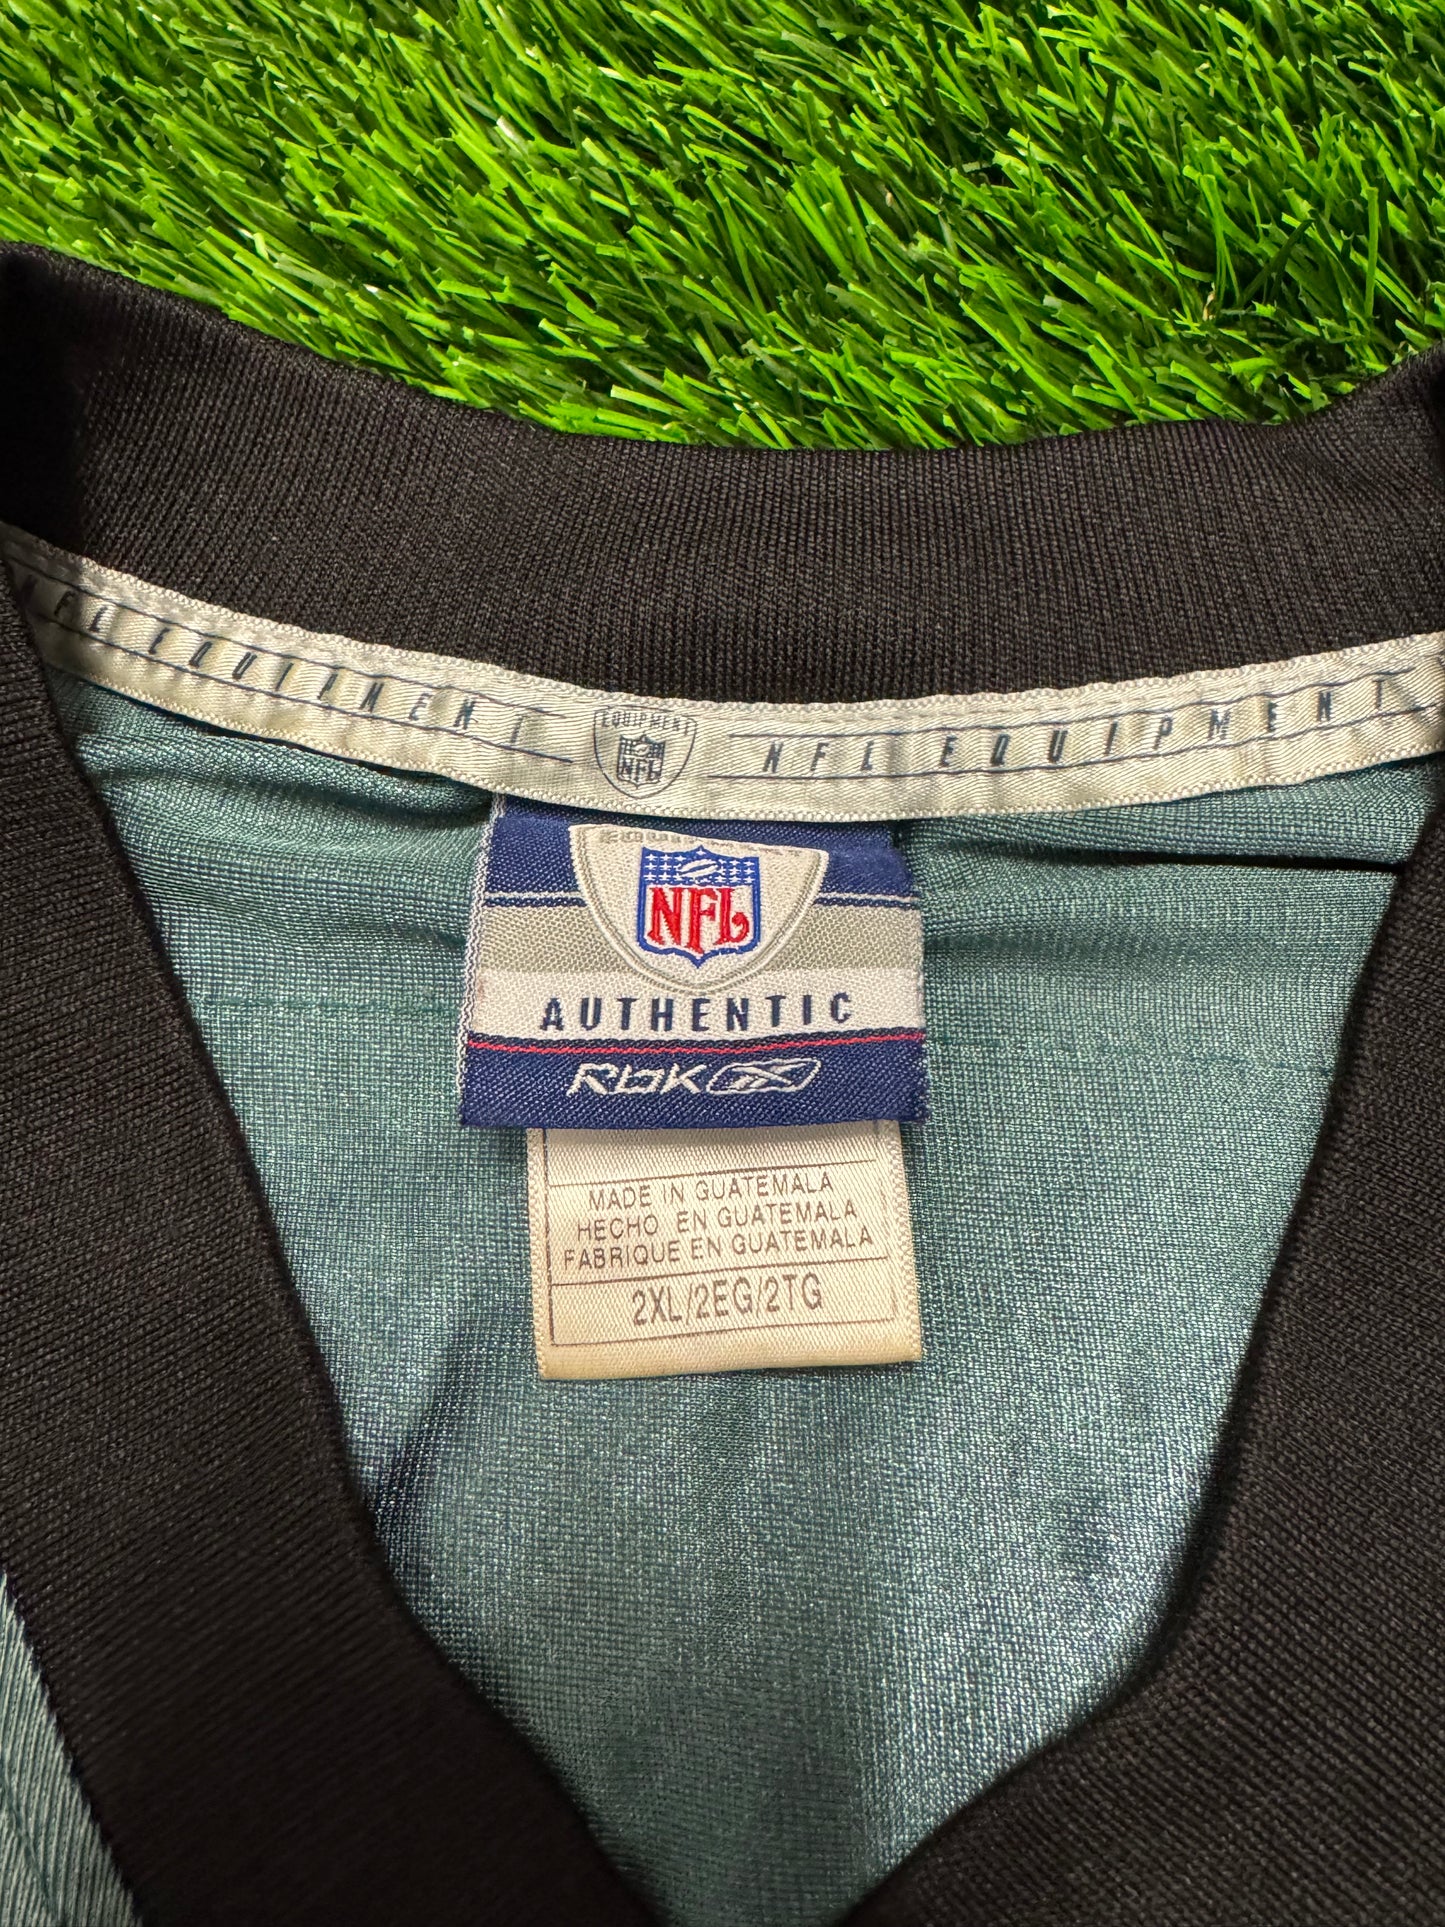 NFL EQUIPMENT
EQUIPMENT
NFL
NFL EQUIPMENT
EQUIPMENT
NFL
AUTHENTIC
RbK
MADE IN GUATEMALA
HECHO EN GUATEMALA
FABRIQUE EN GUATEMALA
2XL/2EG/2TG